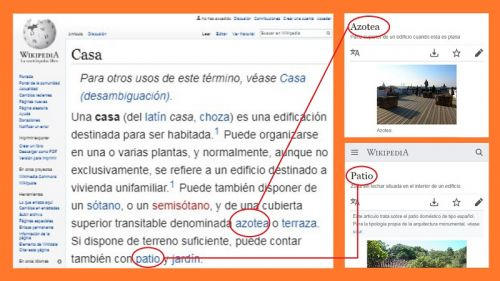 No has accedido Discusión Contribuciones Crear una cuenta Acceder
Artículo Discusión Leer Editar Ver historial Buscar en Wikipedia
WIKIPEDIA
La enciclopedia libre
Portada
Portal de la comunidad
Actualidad
Cambios recientes
Páginas nuevas
Página aleatoria
Ayuda
Donaciones
Notificar un error
Imprimir/exportar
Crear un libro
Descargar como PDF
Versión para imprimir
En otros proyectos
Wikimedia Commons
Wikiquote
Herramientas
Lo que enlaza aquí
Cambios en enlazadas
Subir archivo
Páginas especiales
Enlace permanente
Información de la página
Elemento de Wikidata
Citar esta página
En otros idiomas
Casa
Para otros usos de este término, véase Casa
(desambiguación).
Una casa (del latín casa, choza) es una edificación
destinada para ser habitada.1 Puede organizarse
en una o varias plantas, y normalmente, aunque no
exclusivamente, se refiere a un edificio destinado a
vivienda unifamiliar.1 Puede también disponer de
un sótano, o un semisótano, y de una cubierta
superior transitable denominada azotea o terraza.
Si dispone de terreno suficiente, puede contar
también con patio y jardín.
Azotea
superior de un edificio cuando esta es plana
Azotea.
WIKIPEDIA
Patio
sin techar situada en el interior de un edificio.
Este artículo trata sobre el patio doméstico de tipo español.
Para la tipología propia de la arquitectura monumental, véase